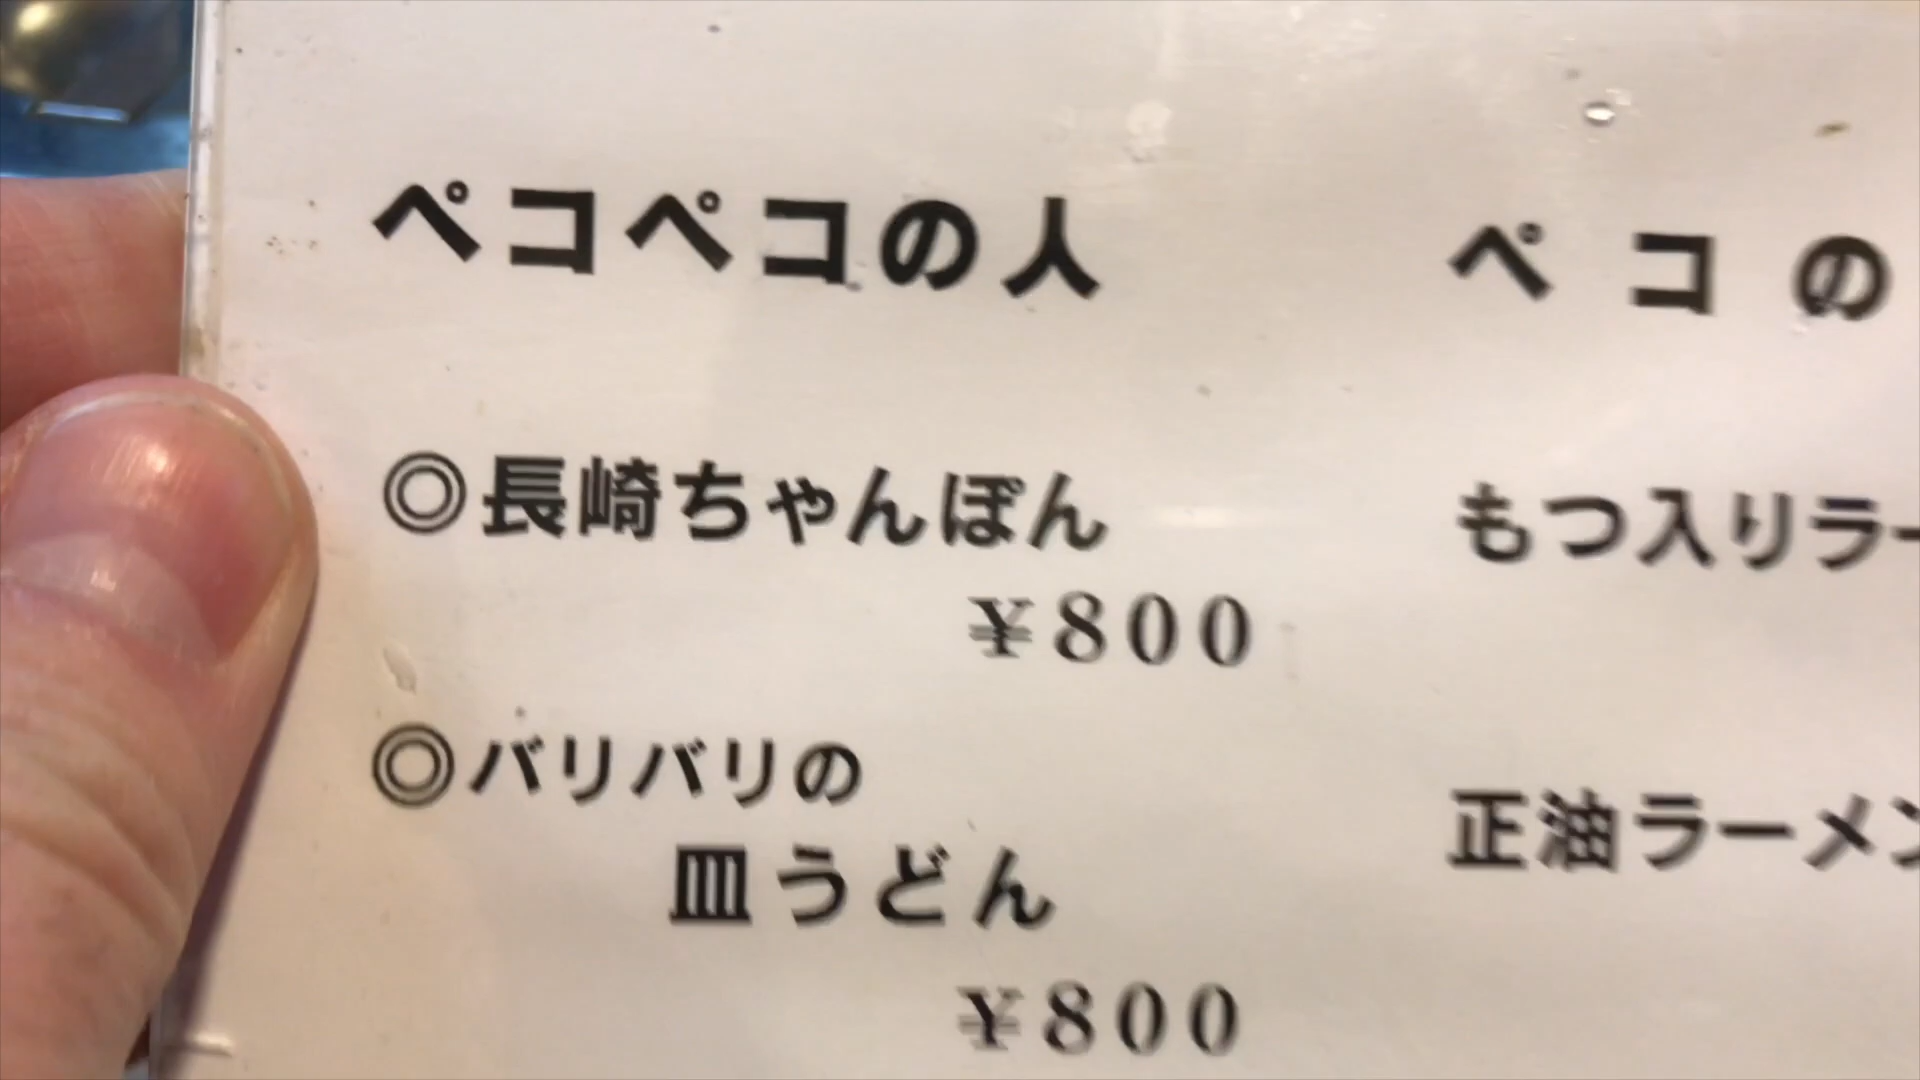 ペコペコの人
◎長崎ちゃんぽん
¥800
◎バリバリの
皿うどん
¥800
ペコの
もつ入りラー
正油ラーメン